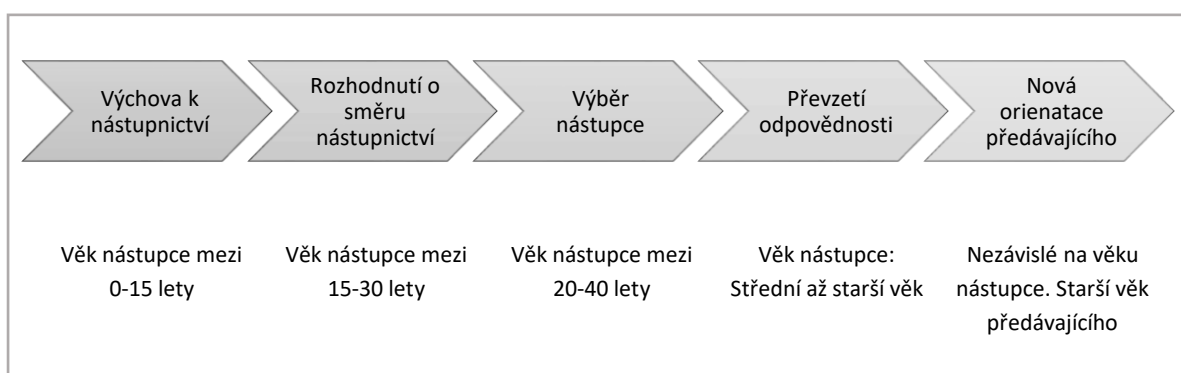 Výchova k
nástupnictví
Rozhodnutí o
směru
nástupnictví
Výběr
nástupce
Převzetí
odpovědnosti
Nová
orienatace
předávajícího
Věk nástupce mezi
0-15 lety
Věk nástupce mezi
15-30 lety
Věk nástupce mezi
20-40 lety
Věk nástupce:
Střední až starší věk
Nezávislé na věku
nástupce. Starší věk
předávajícího